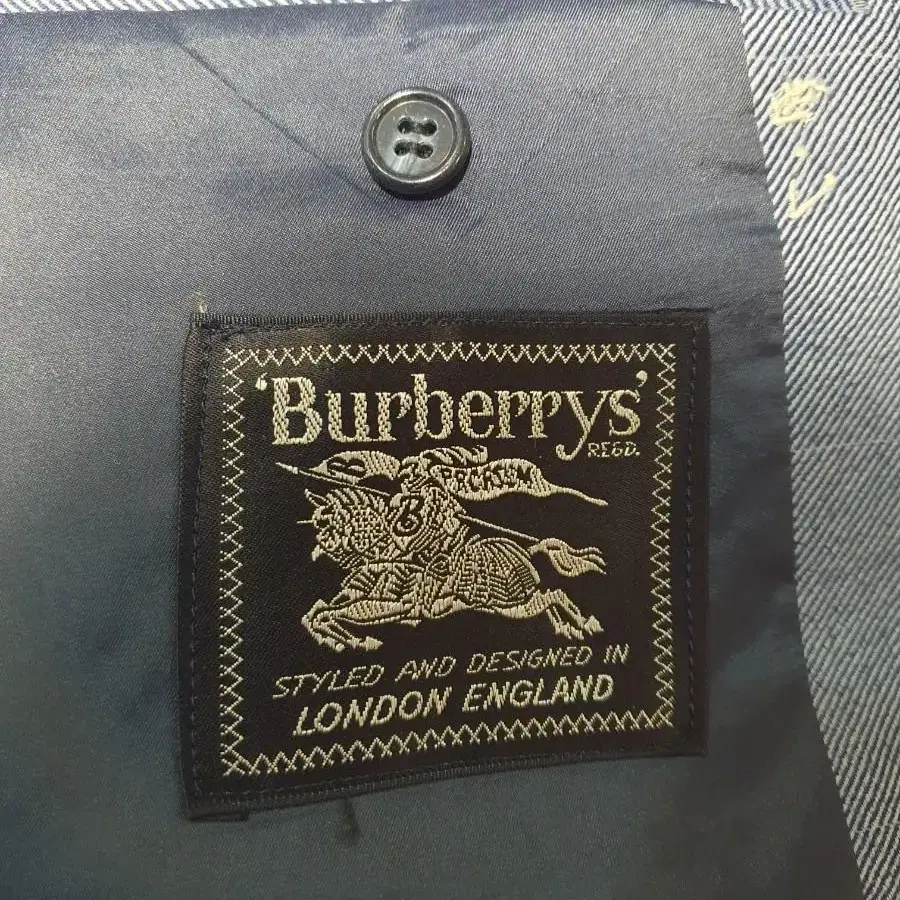 'Burberrys'
REGD.
B
PRORSUM
B
STYLED AND DESIGNED IN
LONDON ENGLAND